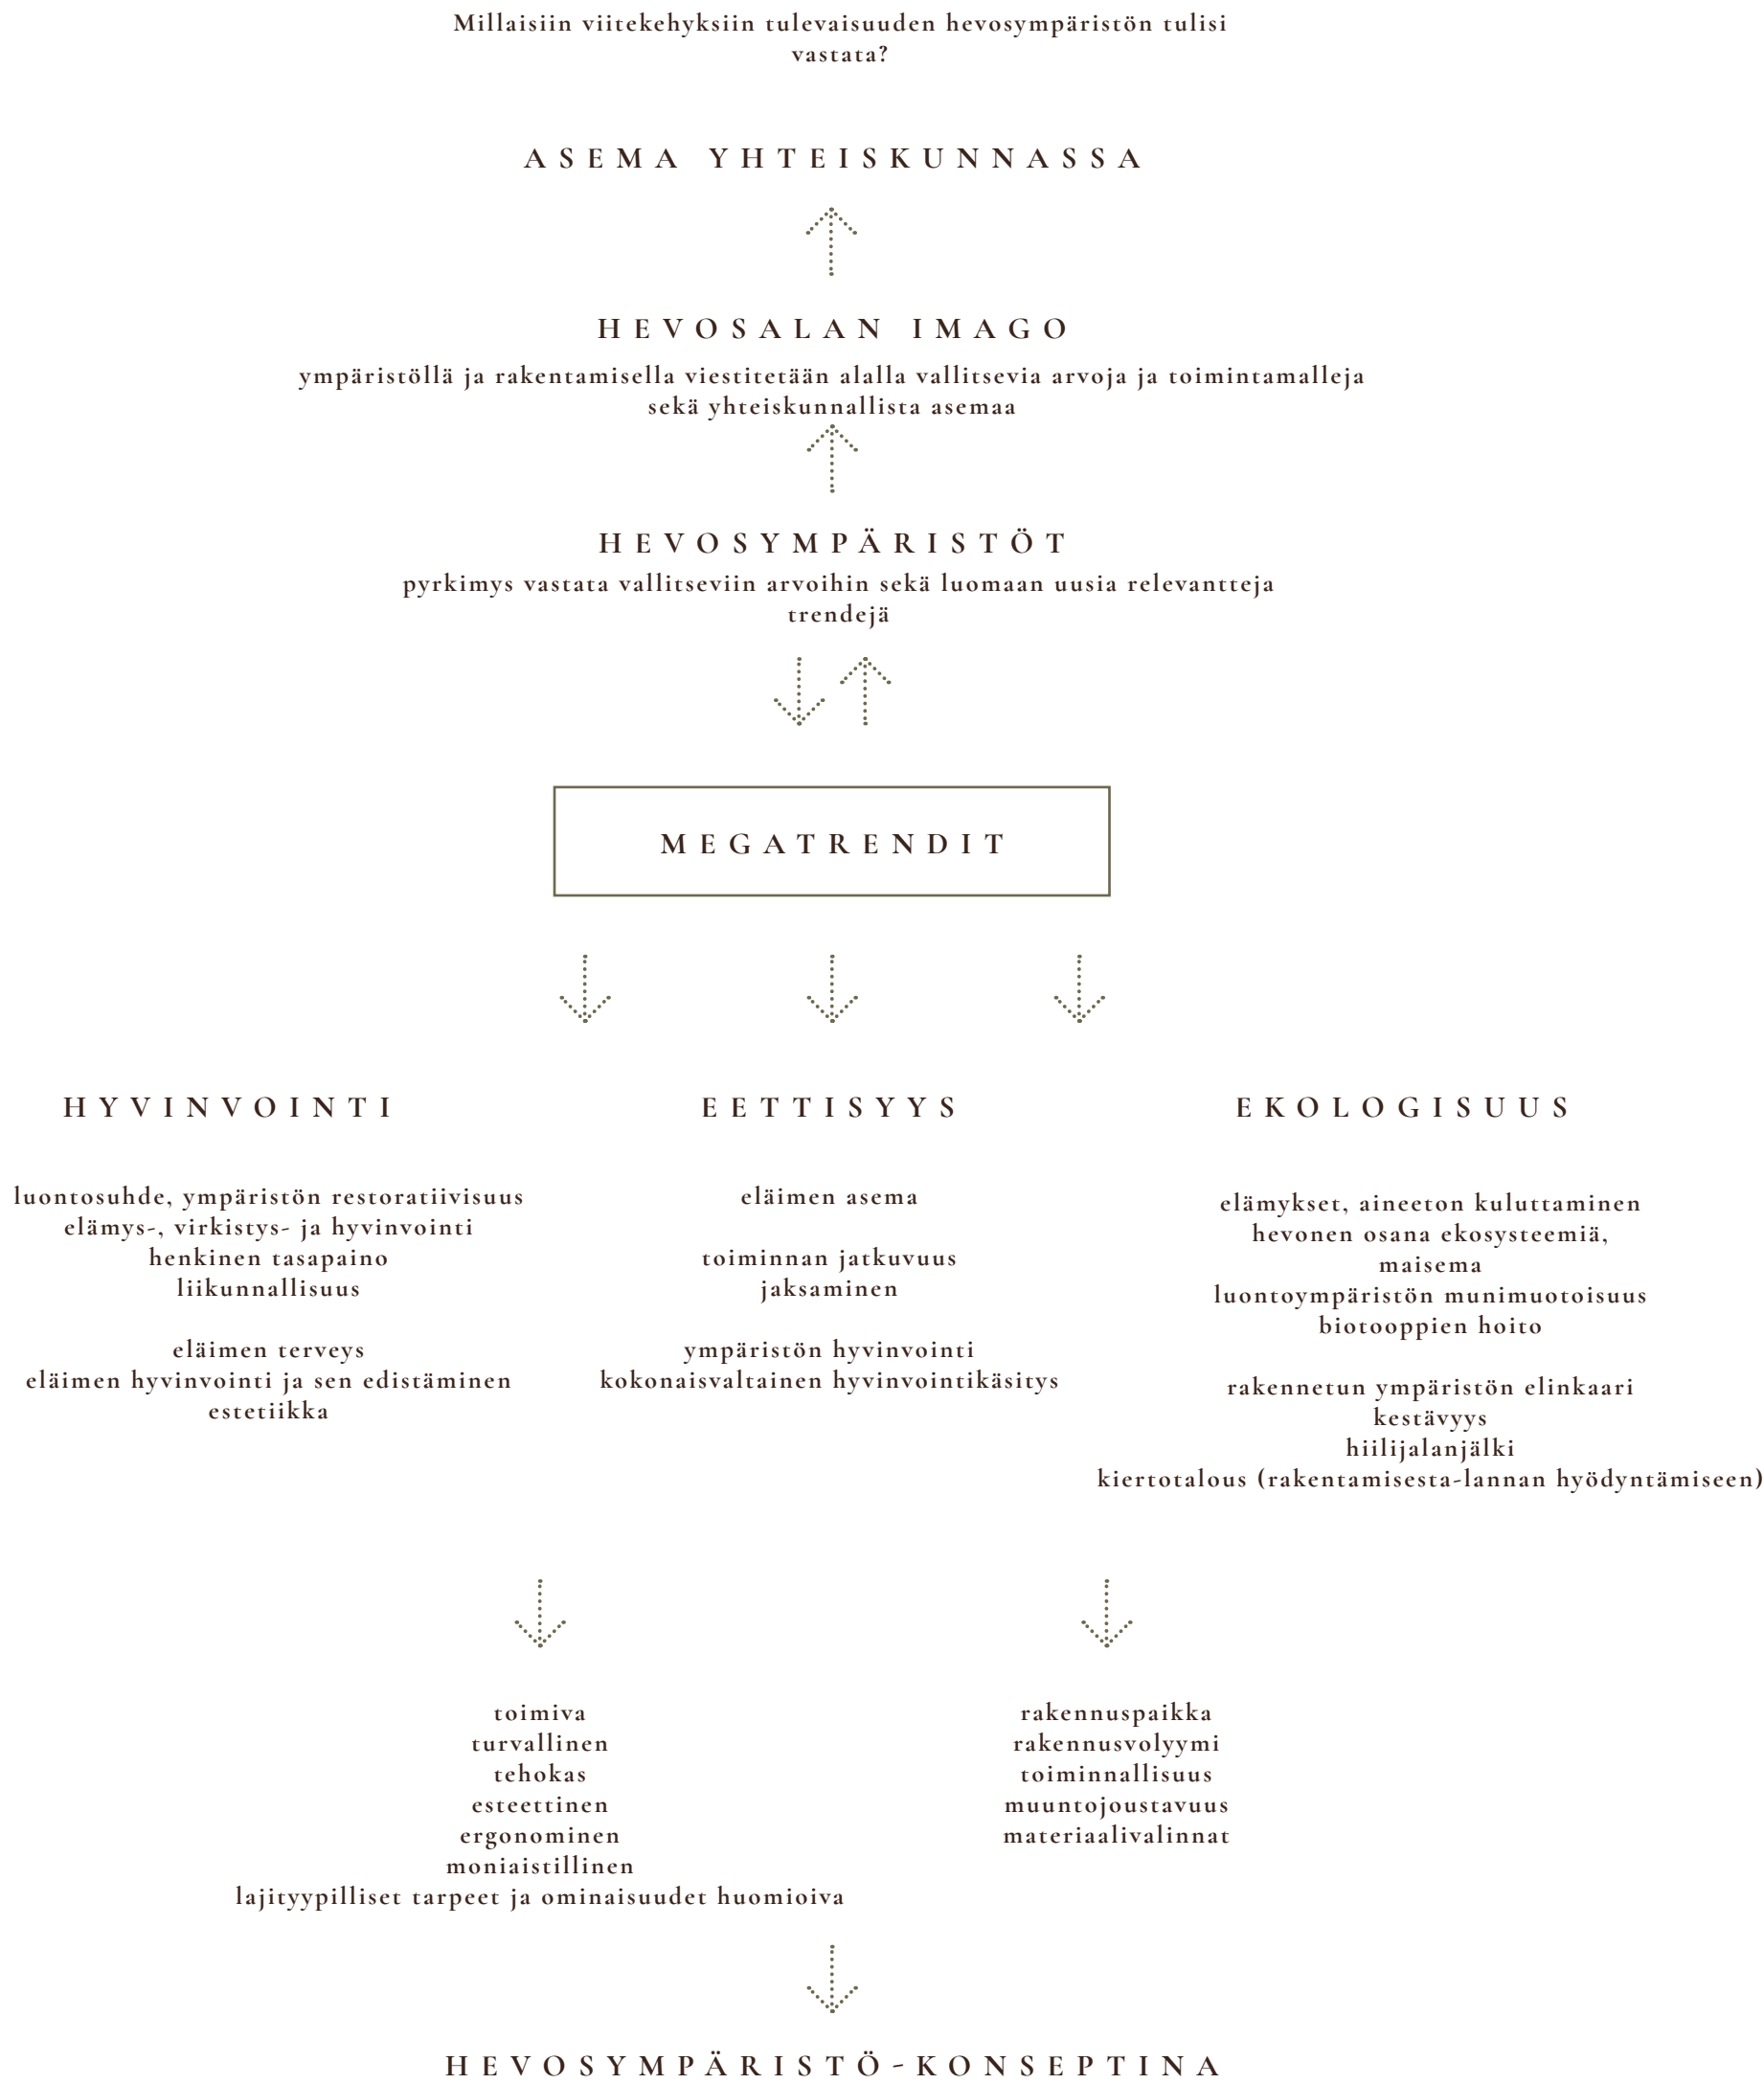 Millaisiin viitekehyksiin tulevaisuuden hevosympäristön tulisi
vastata?
ASEMA YHTEISKUNNASSA
HEVOSALAN IMAGO
ympäristöllä ja rakentamisella viestitetään alalla vallitsevia arvoja ja toimintamalleja
sekä yhteiskunnallista asemaa
HEVOSYMPÄRISTÖT
pyrkimys vastata vallitseviin arvoihin sekä luomaan uusia relevantteja
trendejä
MEGATRENDIT
HYVINVOINTI
luontosuhde, ympäristön restoratiivisuus
elämys-, virkistys- ja hyvinvointi
henkinen tasapaino
liikunnallisuus
eläimen terveys
eläimen hyvinvointi ja sen edistäminen
estetiikka
EETTISYYS
eläimen asema
toiminnan jatkuvuus
jaksaminen
ympäristön hyvinvointi
kokonaisvaltainen hyvinvointikäsitys
EKOLOGISUUS
elämykset, aineeton kuluttaminen
hevonen osana ekosysteemiä,
maisema
luontoympäristön munimuotoisuus
biotooppien hoito
rakennetun ympäristön elinkaari
kestävyys
hiilijalanjälki
kiertotalous (rakentamisesta-lannan hyödyntämiseen)
toimiva
turvallinen
tehokas
esteettinen
ergonominen
moniaistillinen
lajityypilliset tarpeet ja ominaisuudet huomioiva
rakennuspaikka
rakennusvolyymi
toiminnallisuus
muuntojoustavuus
materiaalivalinnat
HEVOSYMPÄRISTÖ-KONSEPTINA